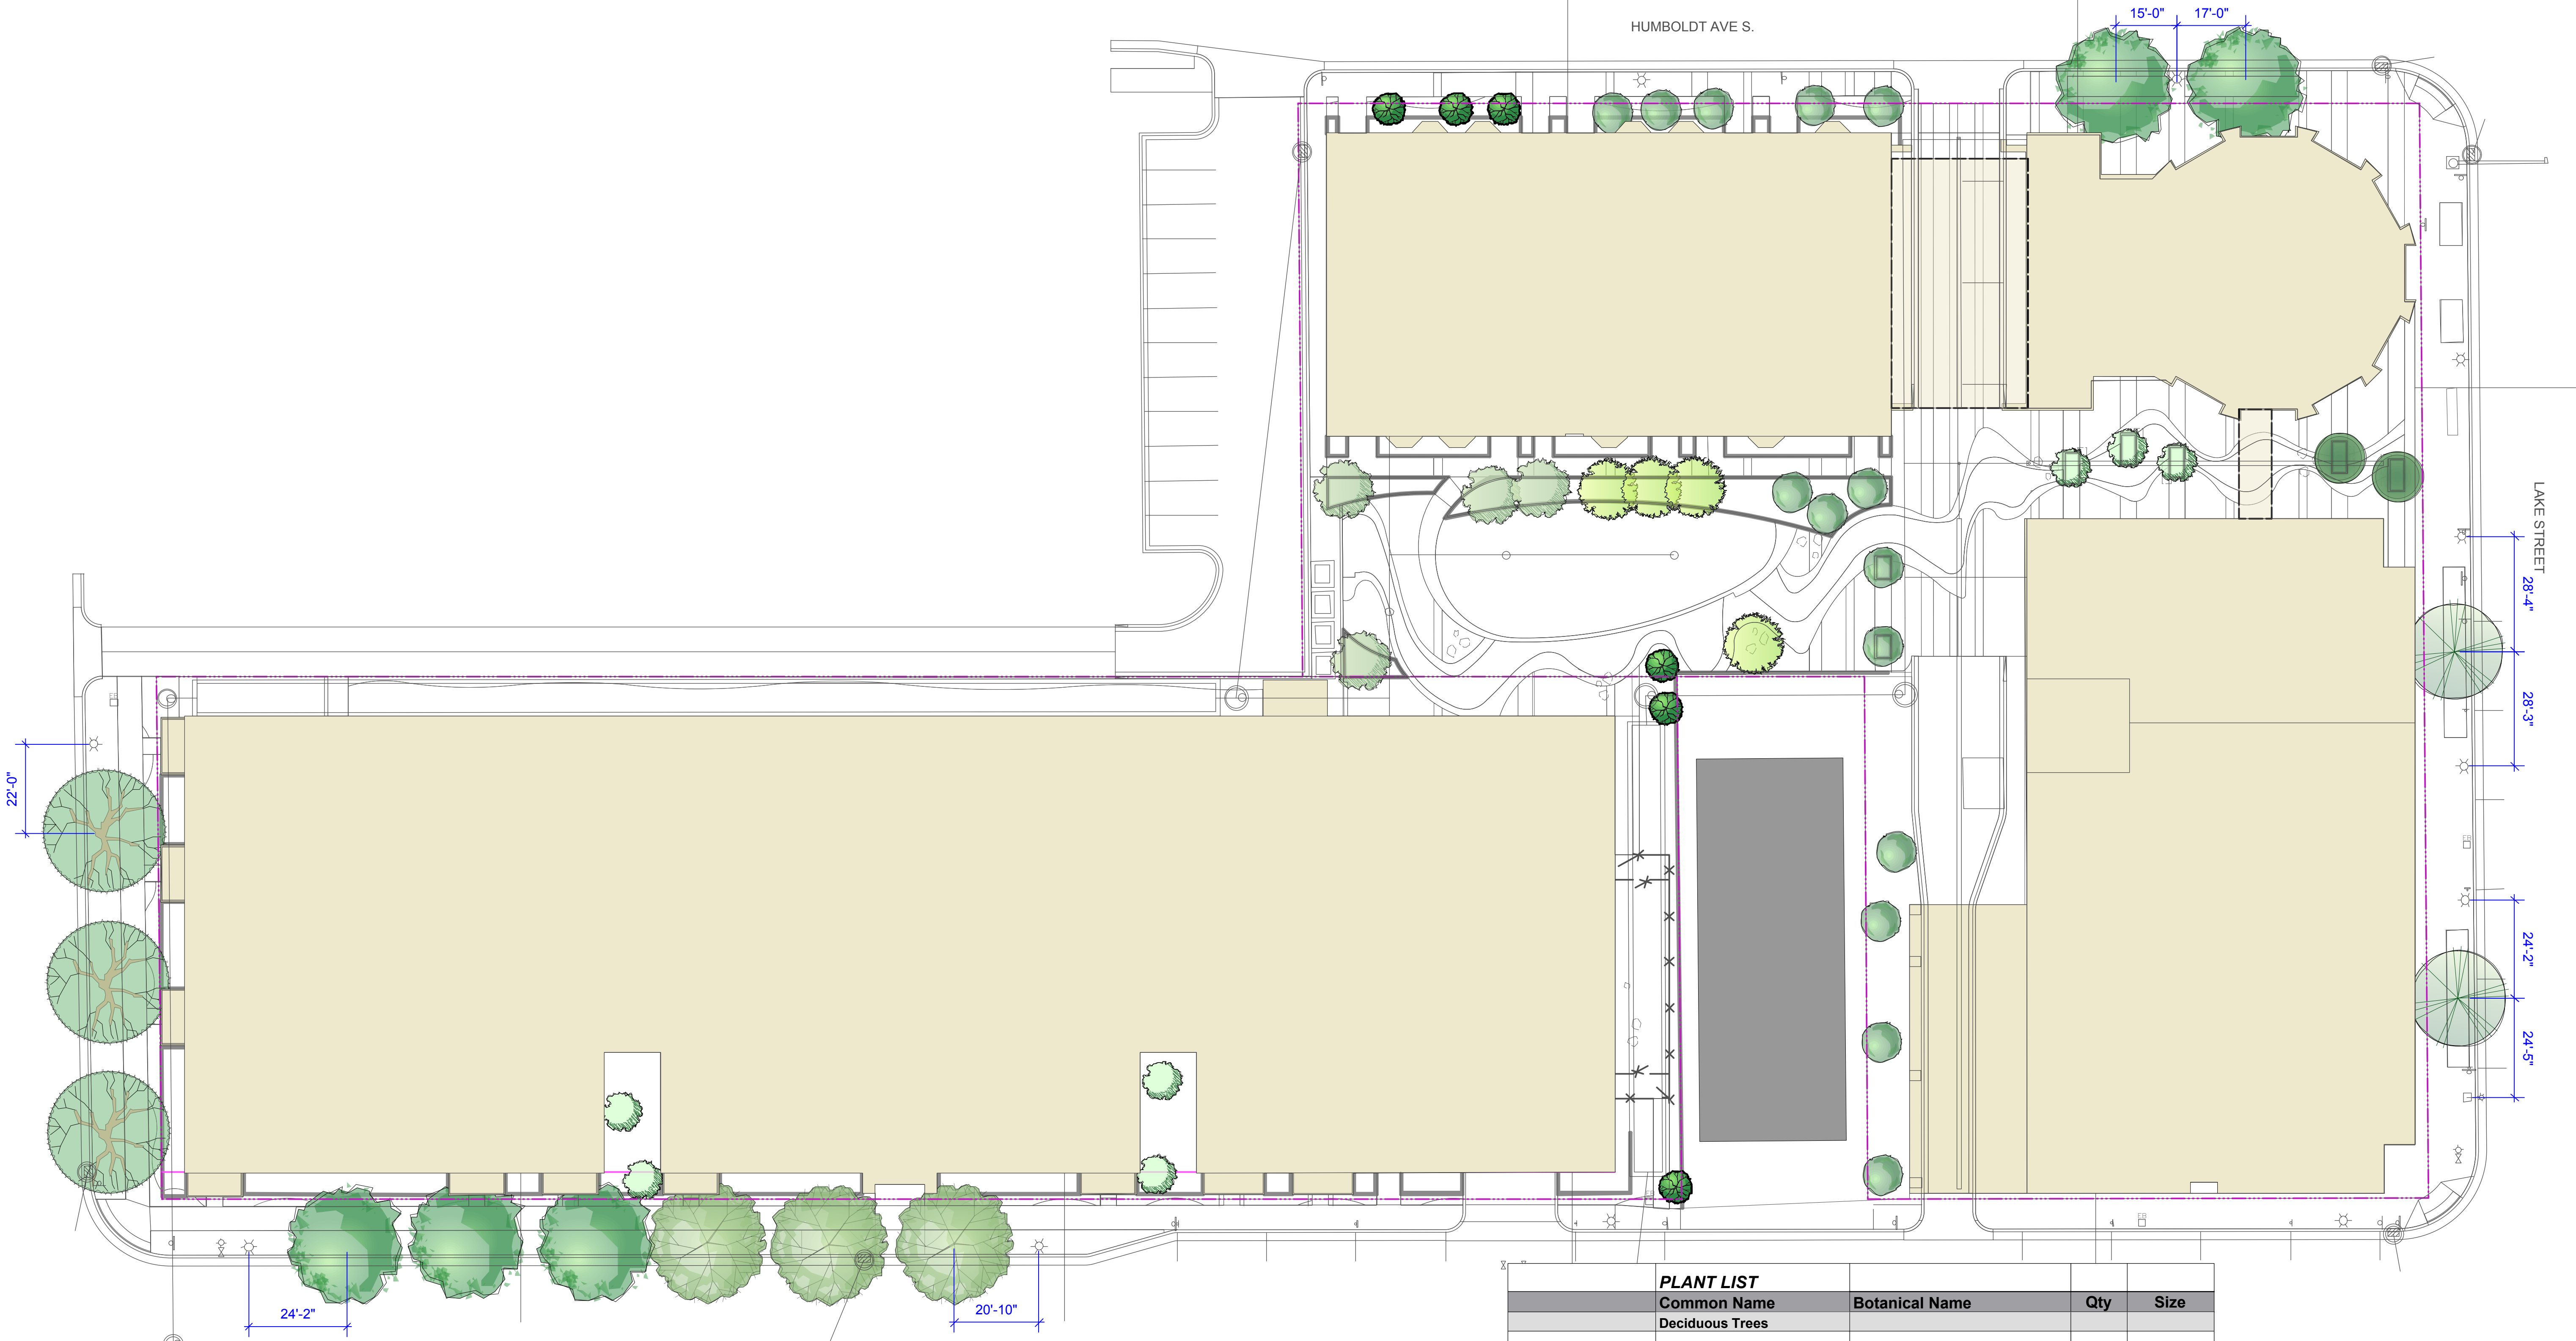 HUMBOLDT AVE S.
15'-0" 17'-0"
LAKE STREET
28'-4"
28'-3"
22'-0"
24'-2"
24'-5"
24'-2"
20'-10"
PLANT LIST
Common Name Botanical Name Qty Size
Deciduous Trees